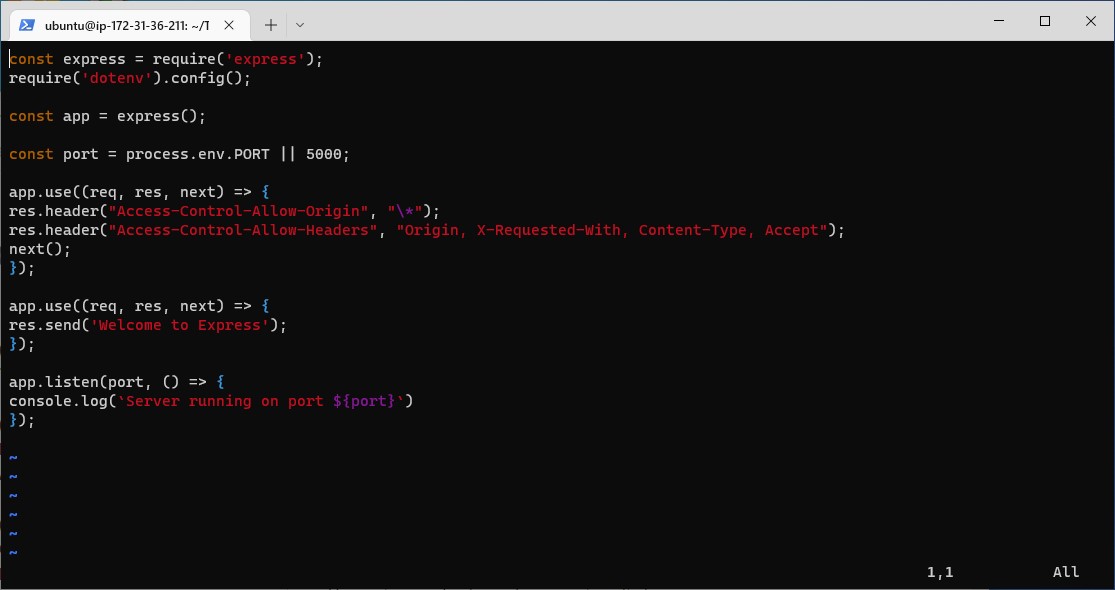 ubuntu@ip-172-31-36-211: ~/T
const express = require('express');
require('dotenv').config();
const app = express();
const port = process.env.PORT || 5000;
app.use((req, res, next) => {
res.header("Access-Control-Allow-Origin", "\*");
res.header("Access-Control-Allow-Headers", "Origin, X-Requested-With, Content-Type, Accept");
next();
});
app.use((req, res, next) => {
res.send('Welcome to Express');
});
app.listen(port, () => {
console.log(`Server running on port ${port}`)
});
~
~
~
~
~
~
1,1 All